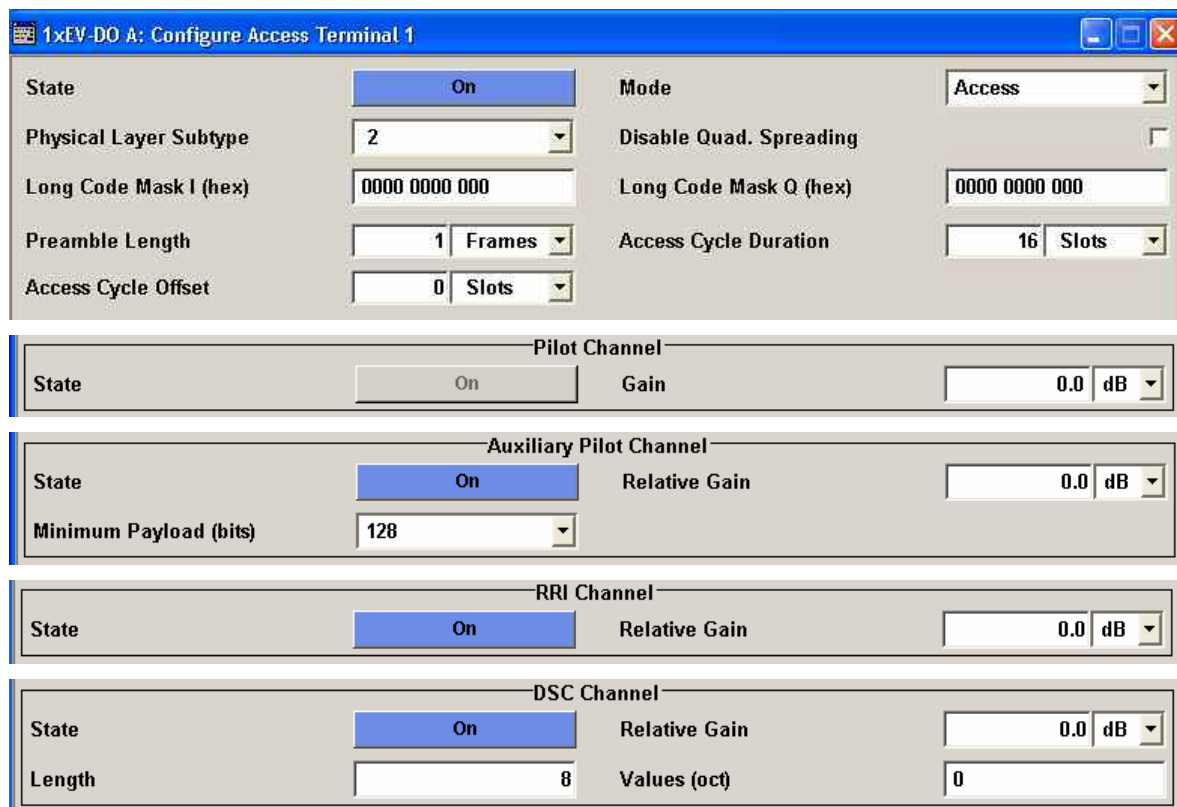 1xEV-DO A: Configure Access Terminal 1
State On Mode Access
Physical Layer Subtype 2 Disable Quad. Spreading
Long Code Mask I (hex) 0000 0000 000 Long Code Mask Q (hex) 0000 0000 000
Preamble Length 1 Frames Access Cycle Duration 16 Slots
Access Cycle Offset 0 Slots
Pilot Channel
State On Gain 0.0 dB
Auxiliary Pilot Channel
State On Relative Gain 0.0 dB
Minimum Payload (bits) 128
RRI Channel
State On Relative Gain 0.0 dB
DSC Channel
State On Relative Gain 0.0 dB
Length 8 Values (oct) 0